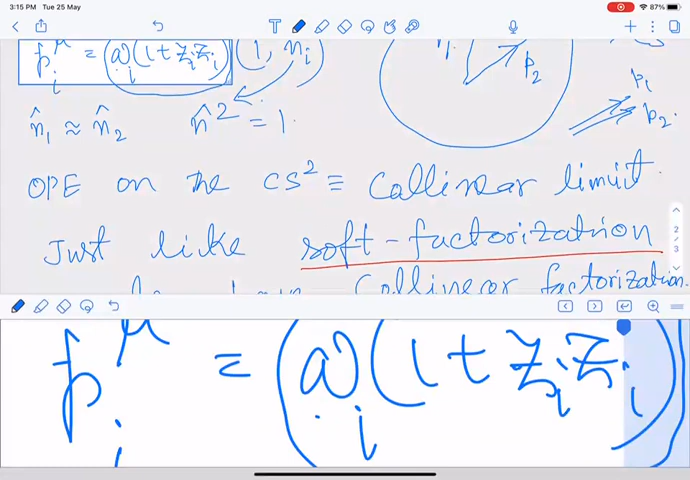 3:15 PM Tue 25 May
87%
p_i^μ = ω_i(1+z_i z̄_i) (1, n̂_i)
p_2
p_1
n̂_1 ≈ n̂_2 n̂^2 = 1.
p_2
OPE on the CS^2 ≡ Collinear limit.
Just like soft-factorization
2
3
Collinear factorization.
p_i^μ = ω_i(1+z_i z̄_i)